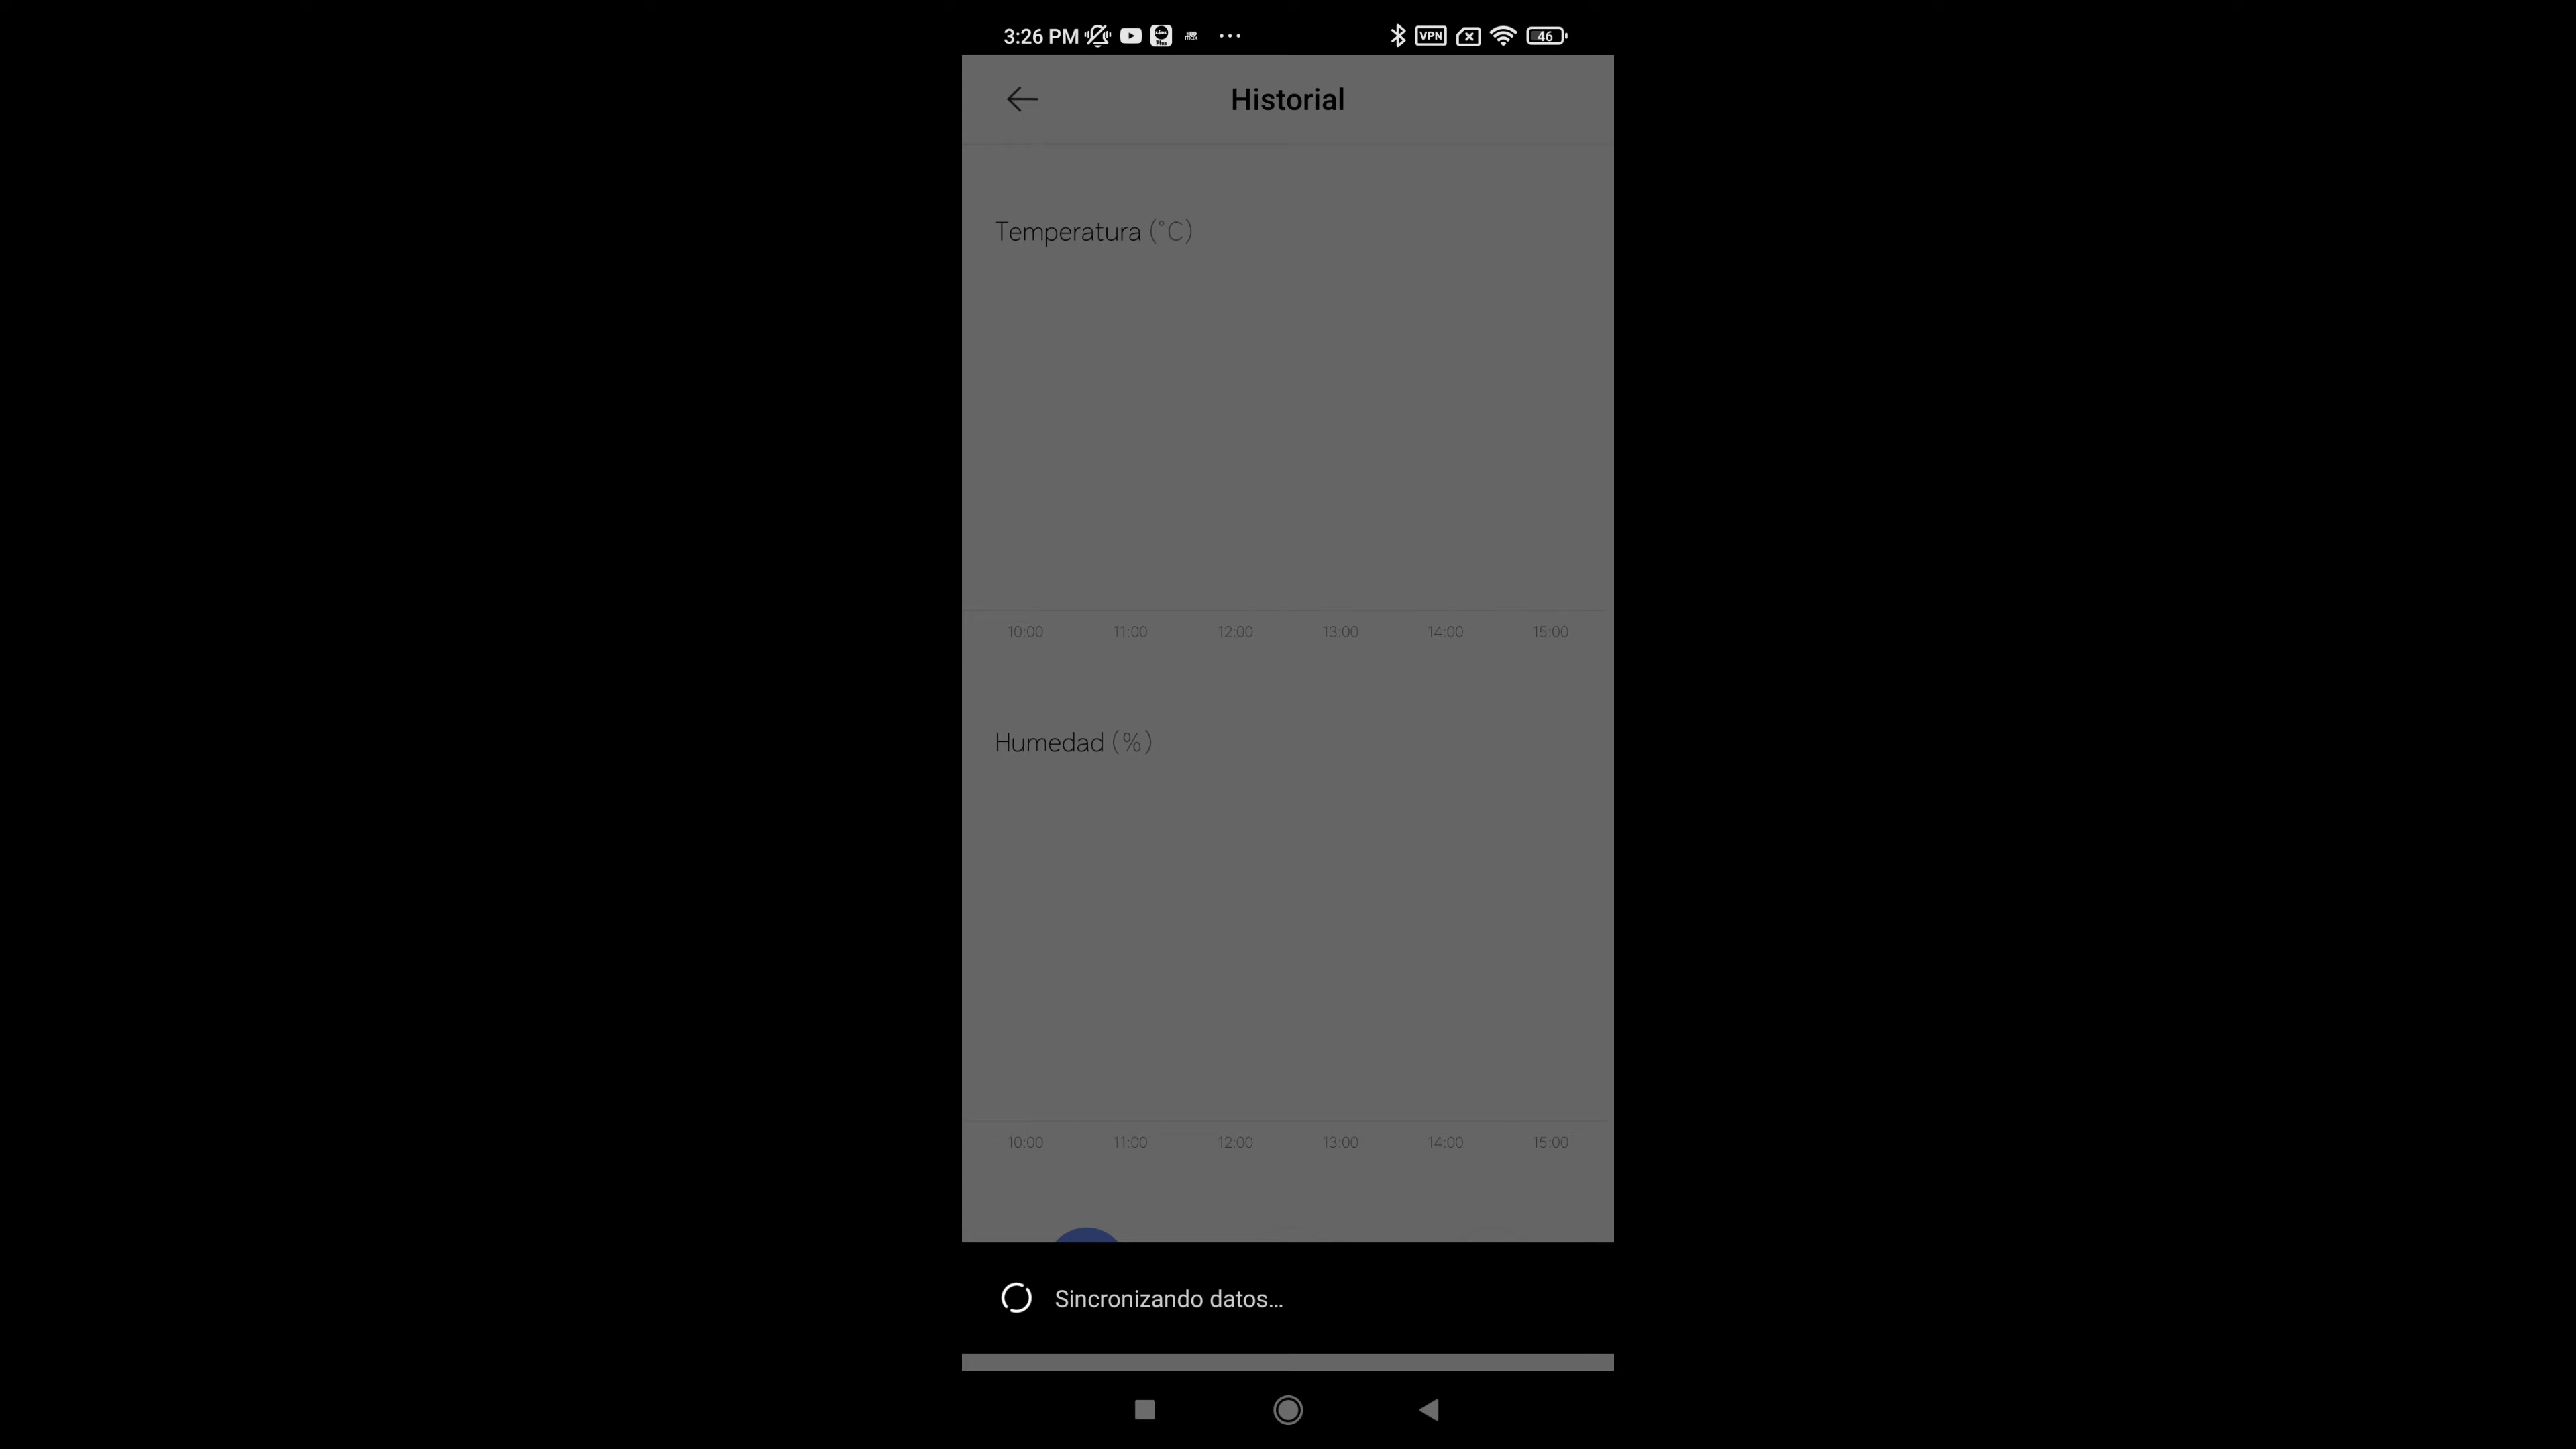 3:26 PM VPN 46
Historial
Temperatura (°C)
10:00 11:00 12:00 13:00 14:00 15:00
Humedad (%)
10:00 11:00 12:00 13:00 14:00 15:00
Sincronizando datos...